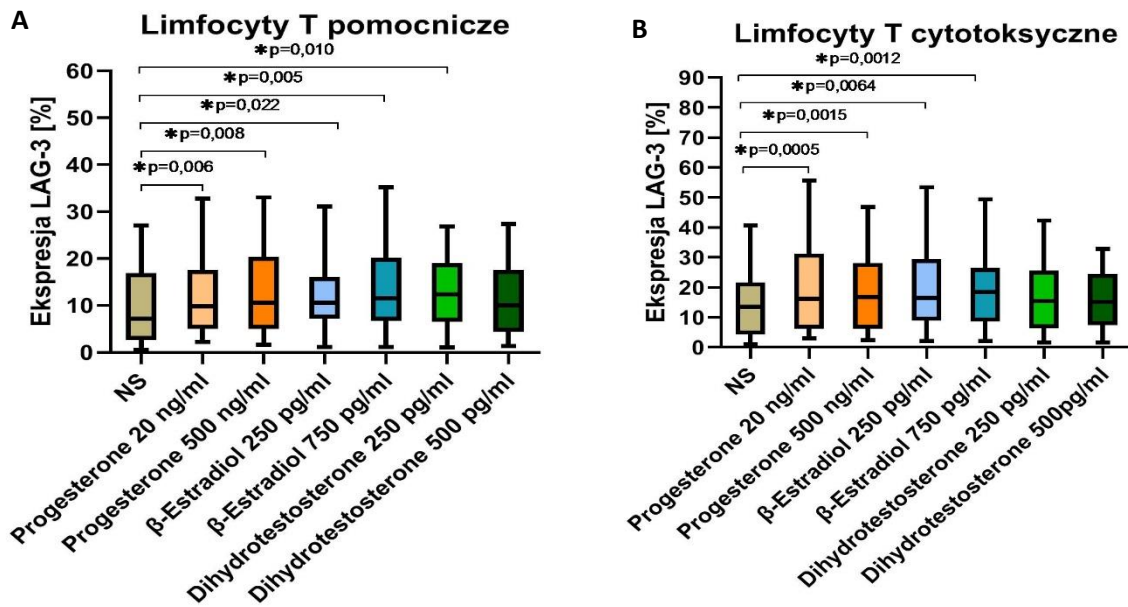 A
Limfocyty T pomocnicze
*p=0,010
*p=0,005
*p=0,022
*p=0,008
*p=0,006
Ekspresja LAG-3 [%]
60
50
40
30
20
10
0
NS
Progesterone 20 ng/ml
Progesterone 500 ng/ml
β-Estradiol 250 pg/ml
β-Estradiol 750 pg/ml
Dihydrotestosterone 250 pg/ml
Dihydrotestosterone 500 pg/ml
B
Limfocyty T cytotoksyczne
*p=0,0012
*p=0,0064
*p=0,0015
*p=0,0005
Ekspresja LAG-3 [%]
90
80
70
60
50
40
30
20
10
0
NS
Progesterone 20 ng/ml
Progesterone 500 ng/ml
β-Estradiol 250 pg/ml
β-Estradiol 750 pg/ml
Dihydrotestosterone 250 pg/ml
Dihydrotestosterone 500pg/ml